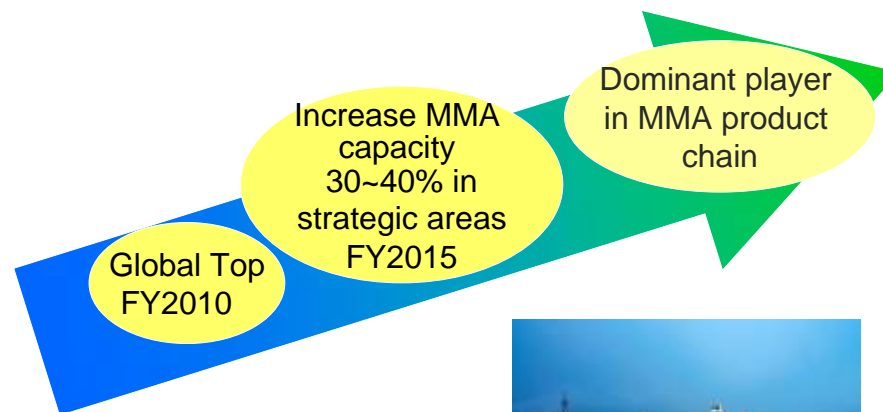 Global Top
FY2010
Increase MMA
capacity
30~40% in
strategic areas
FY2015
Dominant player
in MMA product
chain